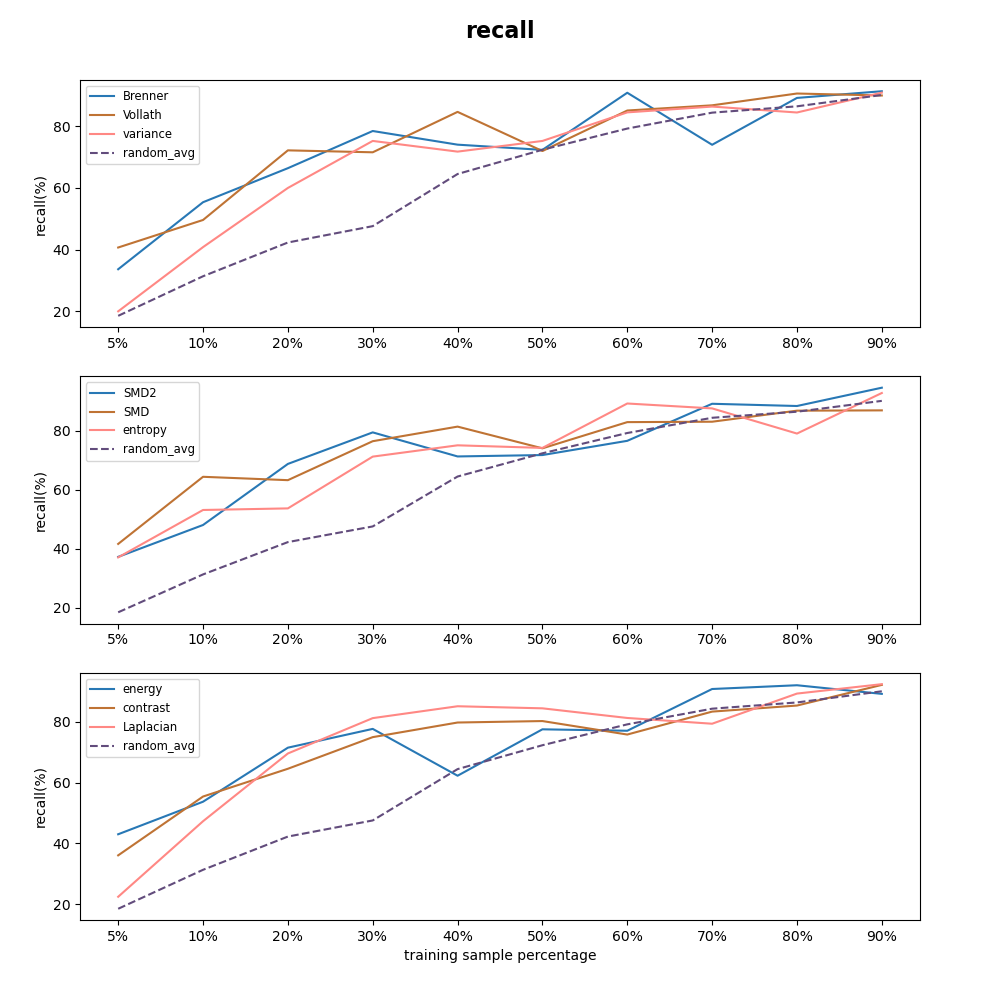 recall
Brenner
Vollath
variance
random_avg
recall(%)
80
60
40
20
5% 10% 20% 30% 40% 50% 60% 70% 80% 90%
SMD2
SMD
entropy
random_avg
recall(%)
80
60
40
20
5% 10% 20% 30% 40% 50% 60% 70% 80% 90%
energy
contrast
Laplacian
random_avg
recall(%)
80
60
40
20
5% 10% 20% 30% 40% 50% 60% 70% 80% 90%
training sample percentage